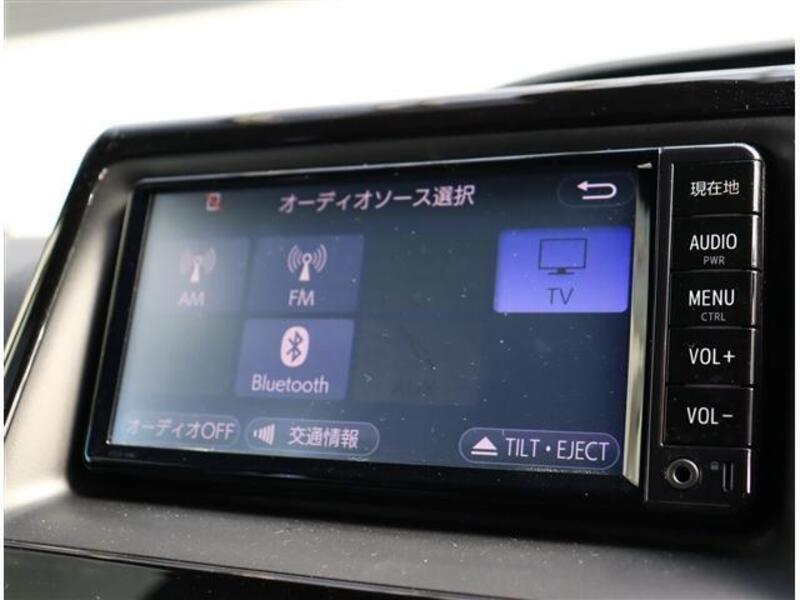 オーディオソース選択
AM
FM
TV
Bluetooth
AUX
オーディオOFF
交通情報
TILT・EJECT
現在地
AUDIO
PWR
MENU
CTRL
VOL+
VOL-